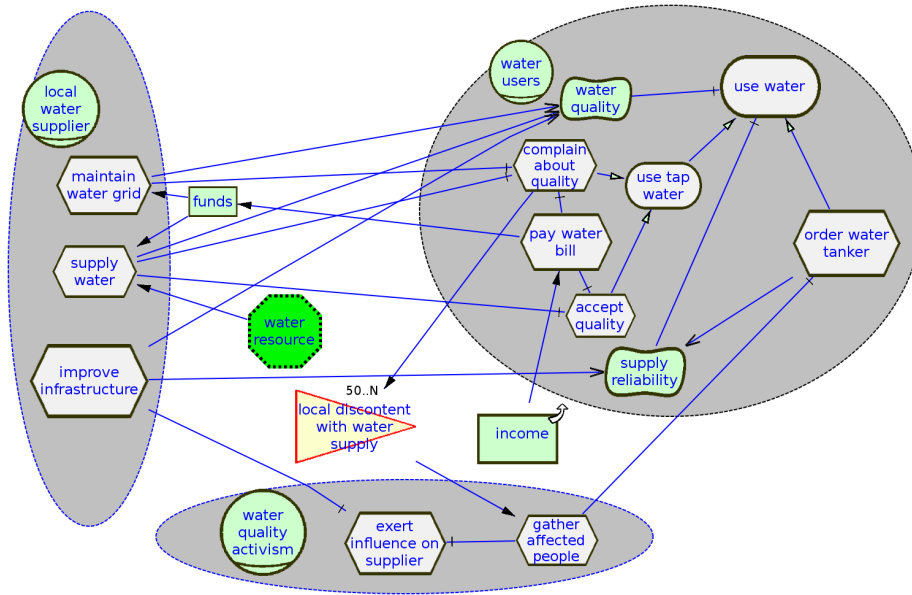 local
water
supplier
maintain
water grid
funds
supply
water
water
resource
improve
infrastructure
water
users
water
quality
use water
complain
about
quality
use tap
water
pay water
bill
order water
tanker
accept
quality
supply
reliability
50..N
local discontent
with water
supply
income
water
quality
activism
exert
influence on
supplier
gather
affected
people